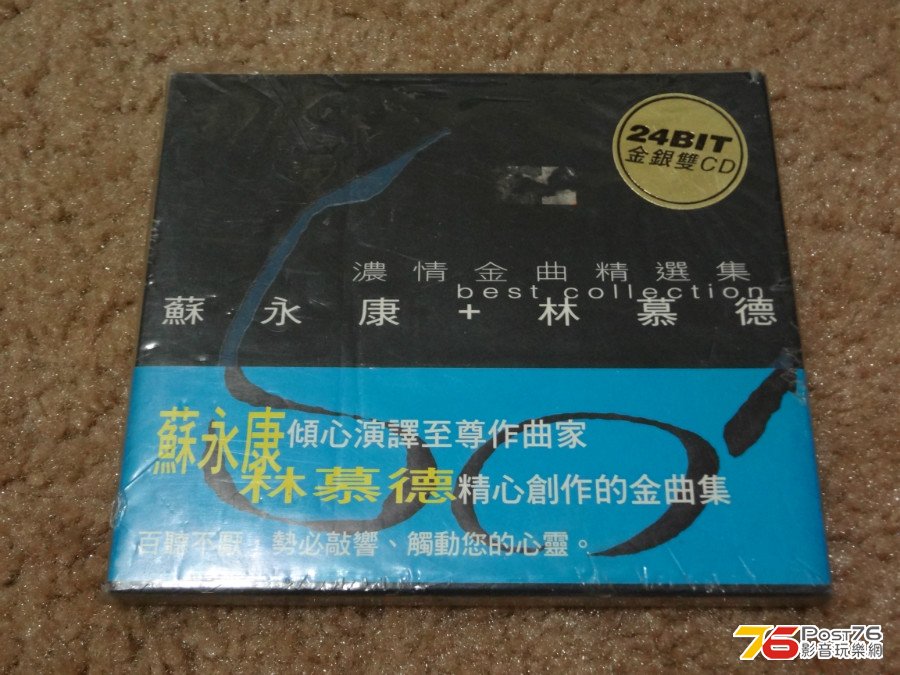 24BIT
金銀雙CD
濃情金曲精選集
best collection
蘇永康+林慕德
蘇永康傾心演譯至尊作曲家
林慕德精心創作的金曲集
百聽不厭，勢必敲響、觸動您的心靈。
76 Post76
影音玩樂網